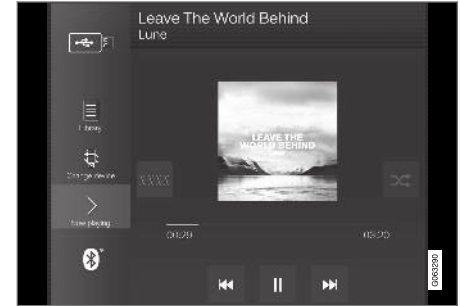 Leave The World Behind
Lune
Library
LEAVE THE
WORLD BEHIND
Change device
XXXX
Now playing
00:29
03:20
G063290